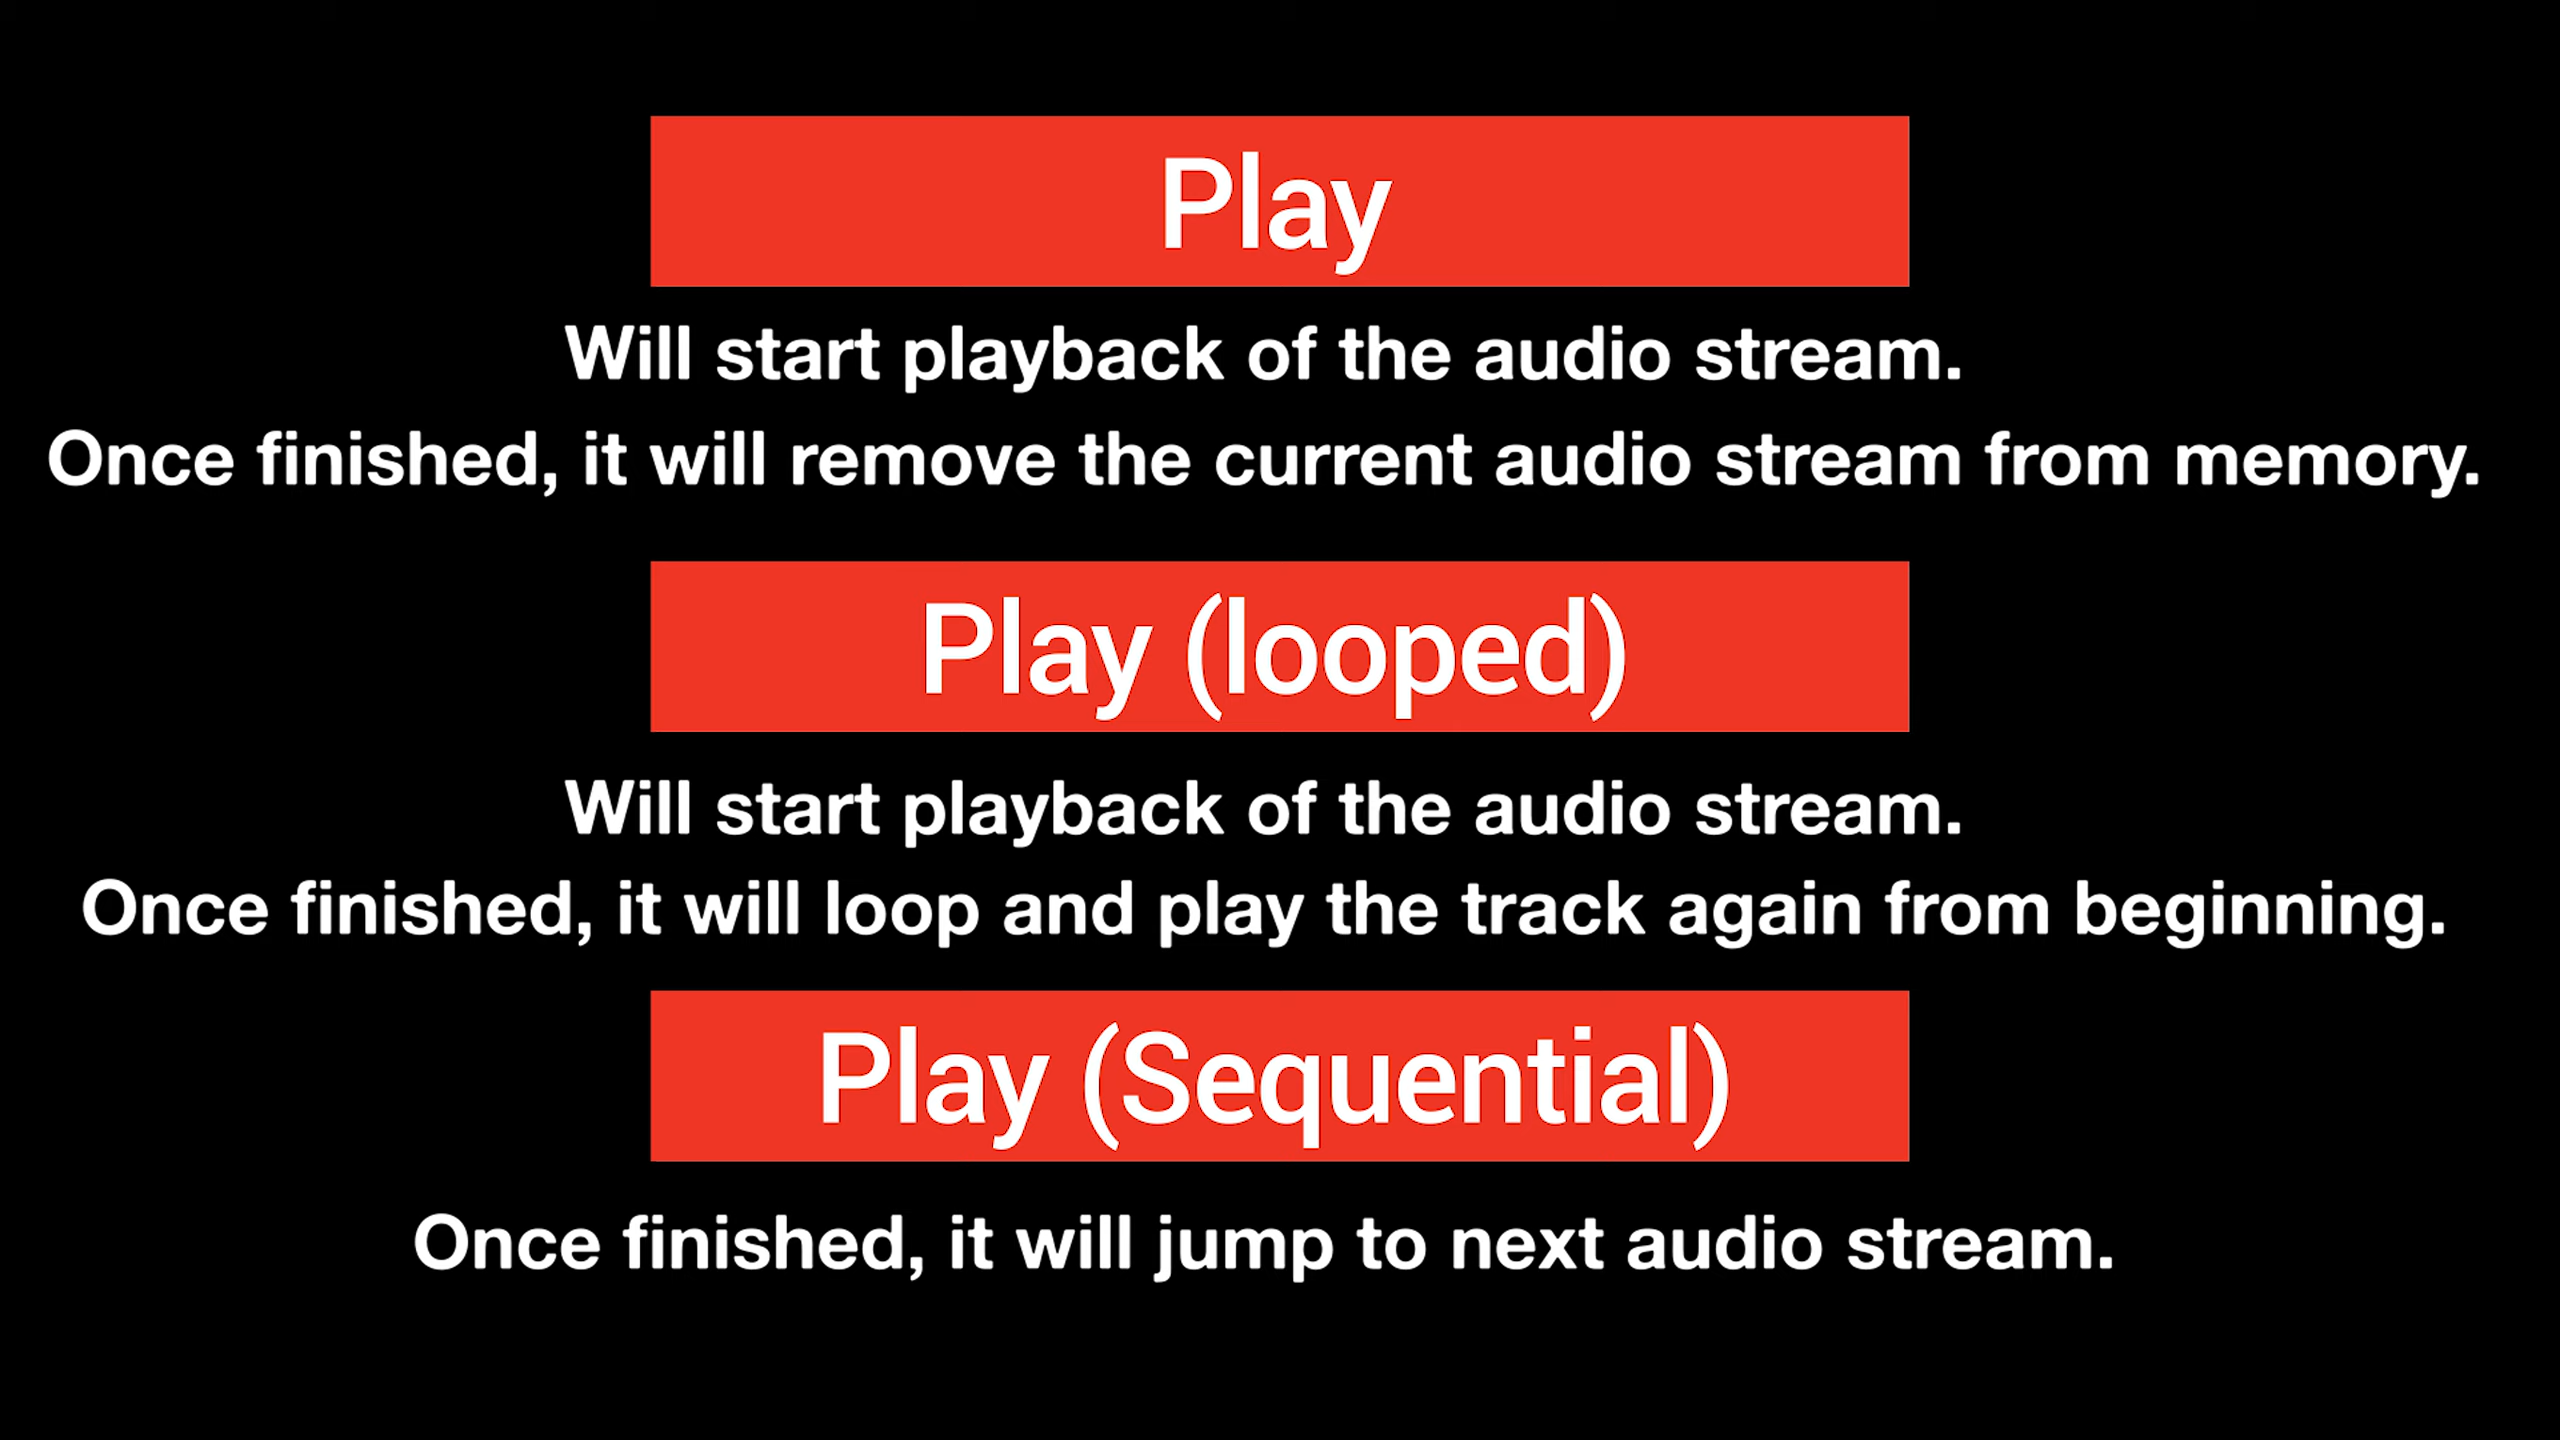 Play
Will start playback of the audio stream.
Once finished, it will remove the current audio stream from memory.
Play (looped)
Will start playback of the audio stream.
Once finished, it will loop and play the track again from beginning.
Play (Sequential)
Once finished, it will jump to next audio stream.